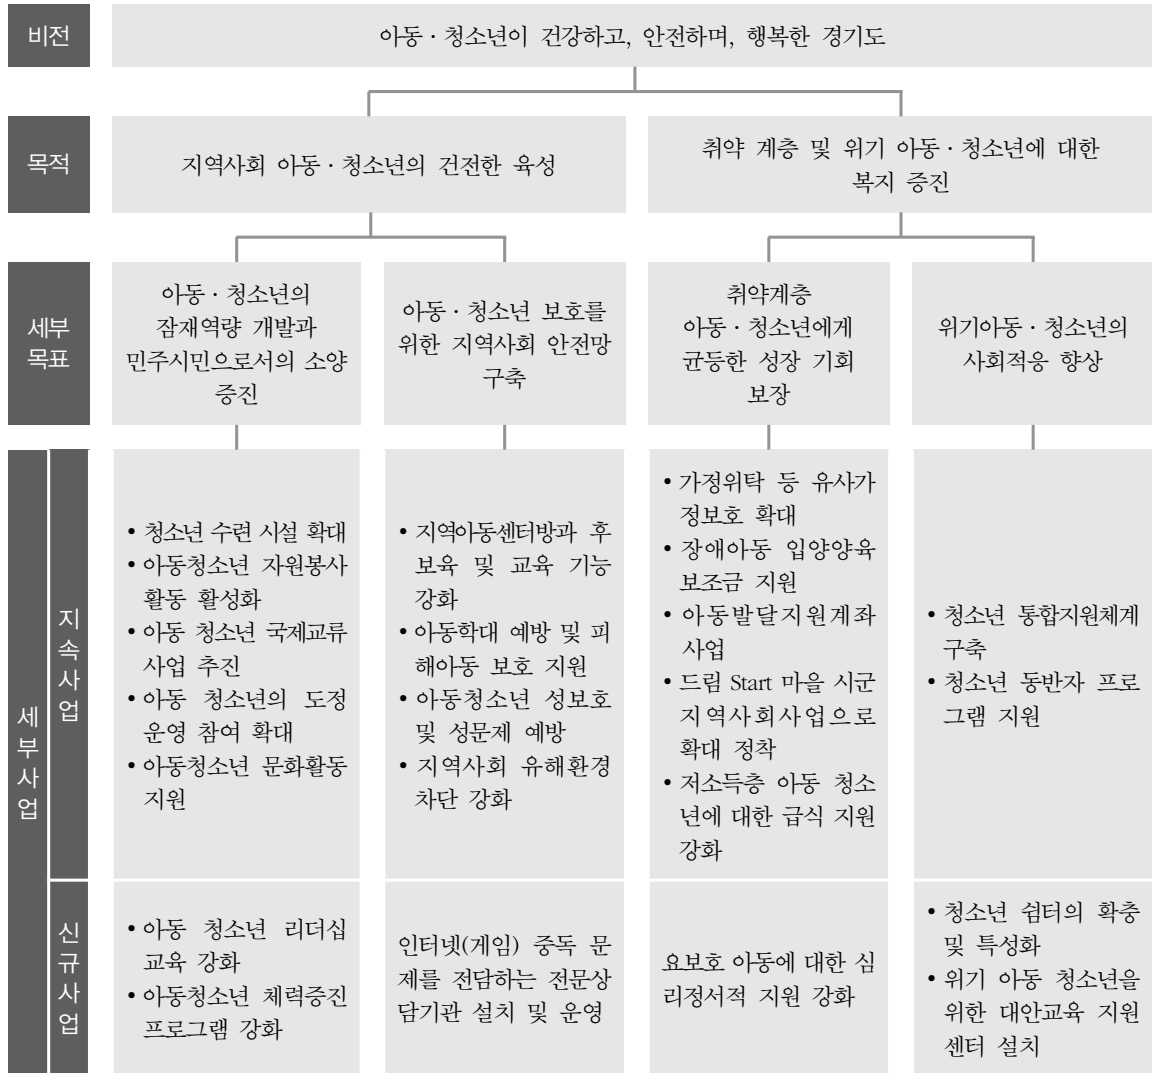 비전
아동 · 청소년이 건강하고, 안전하며, 행복한 경기도
목적
지역사회 아동 · 청소년의 건전한 육성
취약 계층 및 위기 아동 · 청소년에 대한
복지 증진
세부
목표
아동 · 청소년의
잠재역량 개발과
민주시민으로서의 소양
증진
아동 · 청소년 보호를
위한 지역사회 안전망
구축
취약계층
아동 · 청소년에게
균등한 성장 기회
보장
위기아동 · 청소년의
사회적응 향상
세부사업
지속사업
• 청소년 수련 시설 확대
• 아동청소년 자원봉사
활동 활성화
• 아동 청소년 국제교류
사업 추진
• 아동 청소년의 도정
운영 참여 확대
• 아동청소년 문화활동
지원
• 지역아동센터방과 후
보육 및 교육 기능
강화
• 아동학대 예방 및 피
해아동 보호 지원
• 아동청소년 성보호
및 성문제 예방
• 지역사회 유해환경
차단 강화
• 가정위탁 등 유사가
정보호 확대
• 장애아동 입양양육
보조금 지원
• 아동발달지원계좌
사업
• 드림 Start 마을 시군
지역사회사업으로
확대 정착
• 저소득층 아동 청소
년에 대한 급식 지원
강화
• 청소년 통합지원체계
구축
• 청소년 동반자 프로
그램 지원
신규사업
• 아동 청소년 리더십
교육 강화
• 아동청소년 체력증진
프로그램 강화
인터넷(게임) 중독 문
제를 전담하는 전문상
담기관 설치 및 운영
요보호 아동에 대한 심
리정서적 지원 강화
• 청소년 쉼터의 확충
및 특성화
• 위기 아동 청소년을
위한 대안교육 지원
센터 설치